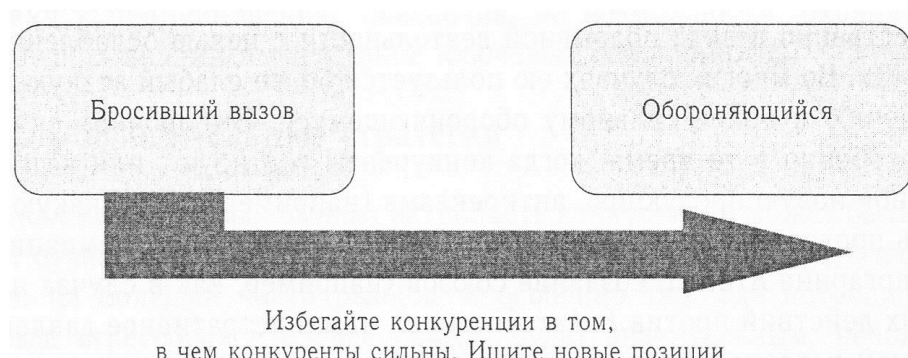 Бросивший вызов
Обороняющийся
Избегайте конкуренции в том,
в чем конкуренты сильны. Ищите новые позиции